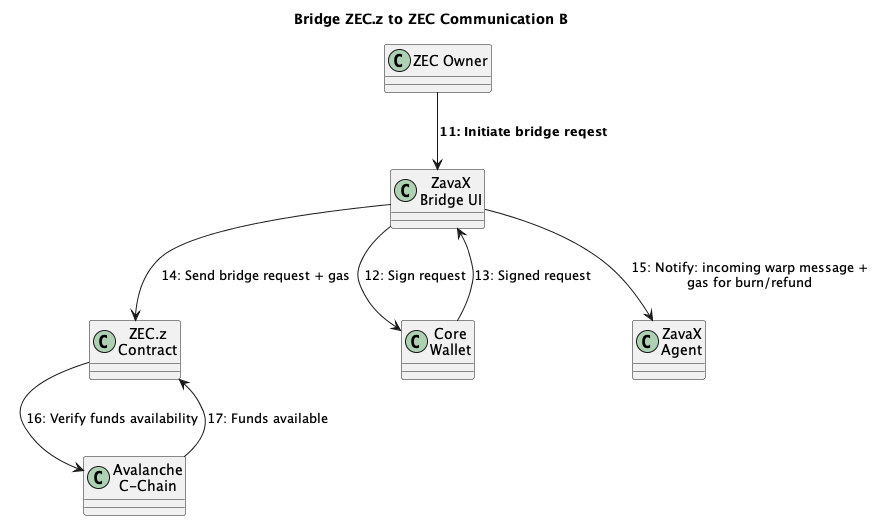 Bridge ZEC.z to ZEC Communication B
C ZEC Owner
11: Initiate bridge reqest
C ZavaX
Bridge UI
14: Send bridge request + gas
12: Sign request
13: Signed request
15: Notify: incoming warp message +
gas for burn/refund
C ZEC.z
Contract
C Core
Wallet
C ZavaX
Agent
16: Verify funds availability
17: Funds available
C Avalanche
C-Chain